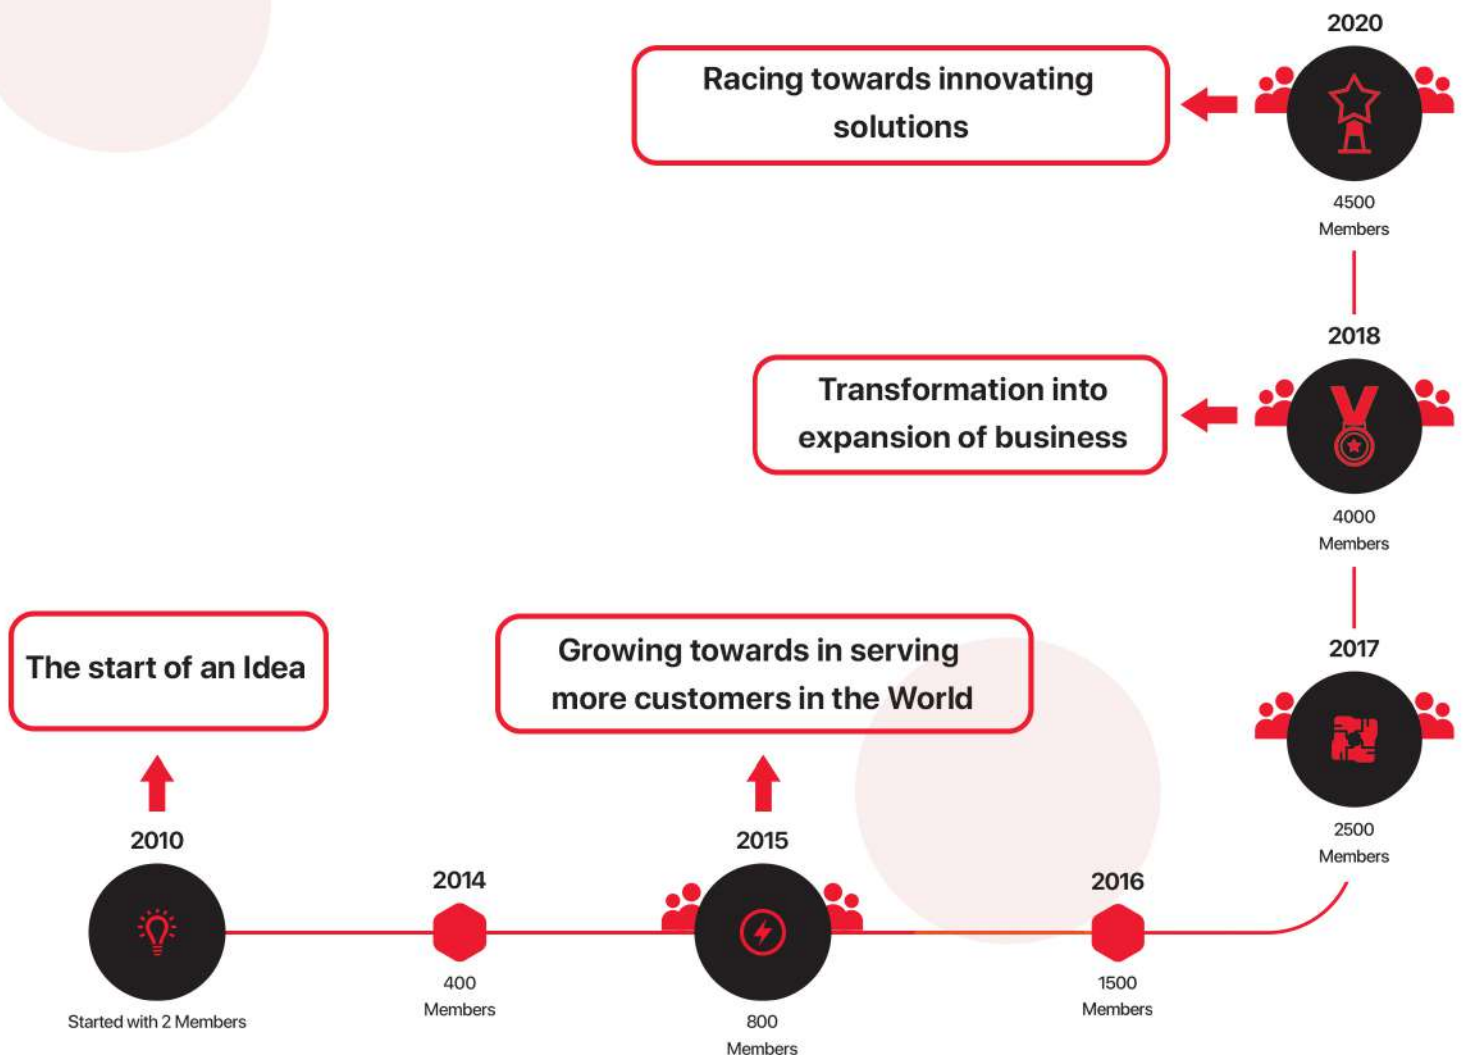 2020
Racing towards innovating
solutions
4500
Members
2018
Transformation into
expansion of business
4000
Members
2017
2500
Members
The start of an Idea
Growing towards in serving
more customers in the World
2010
Started with 2 Members
2014
400
Members
2015
800
Members
2016
1500
Members